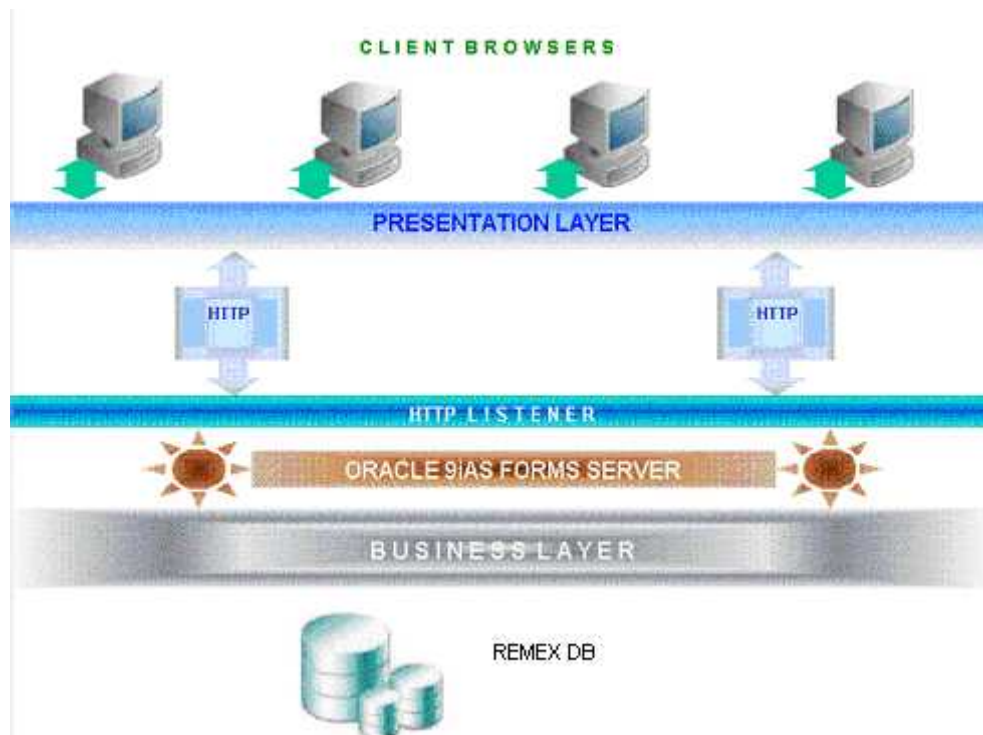 CLIENT BROWSERS
PRESENTATION LAYER
HTTP HTTP
HTTP LISTENER
ORACLE 9iAS FORMS SERVER
BUSINESS LAYER
REMEX DB